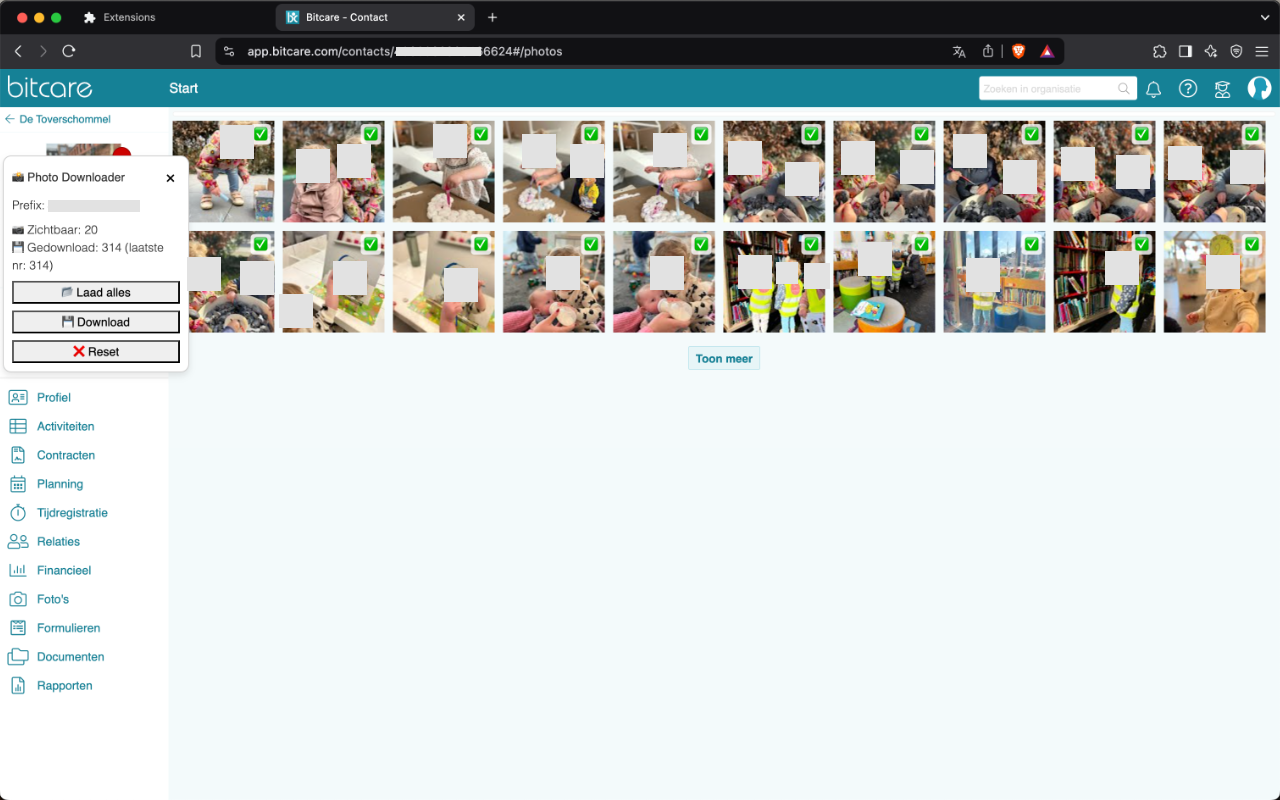 Extensions
Bitcare - Contact
app.bitcare.com/contacts/
6624#/photos
bitcare
Start
Zoeken in organisatie
De Toverschommel
Photo Downloader
Prefix:
Zichtbaar: 20
Gedownload: 314 (laatste
nr: 314)
Laad alles
Download
Reset
Toon meer
Profiel
Activiteiten
Contracten
Planning
Tijdregistratie
Relaties
Financieel
Foto's
Formulieren
Documenten
Rapporten